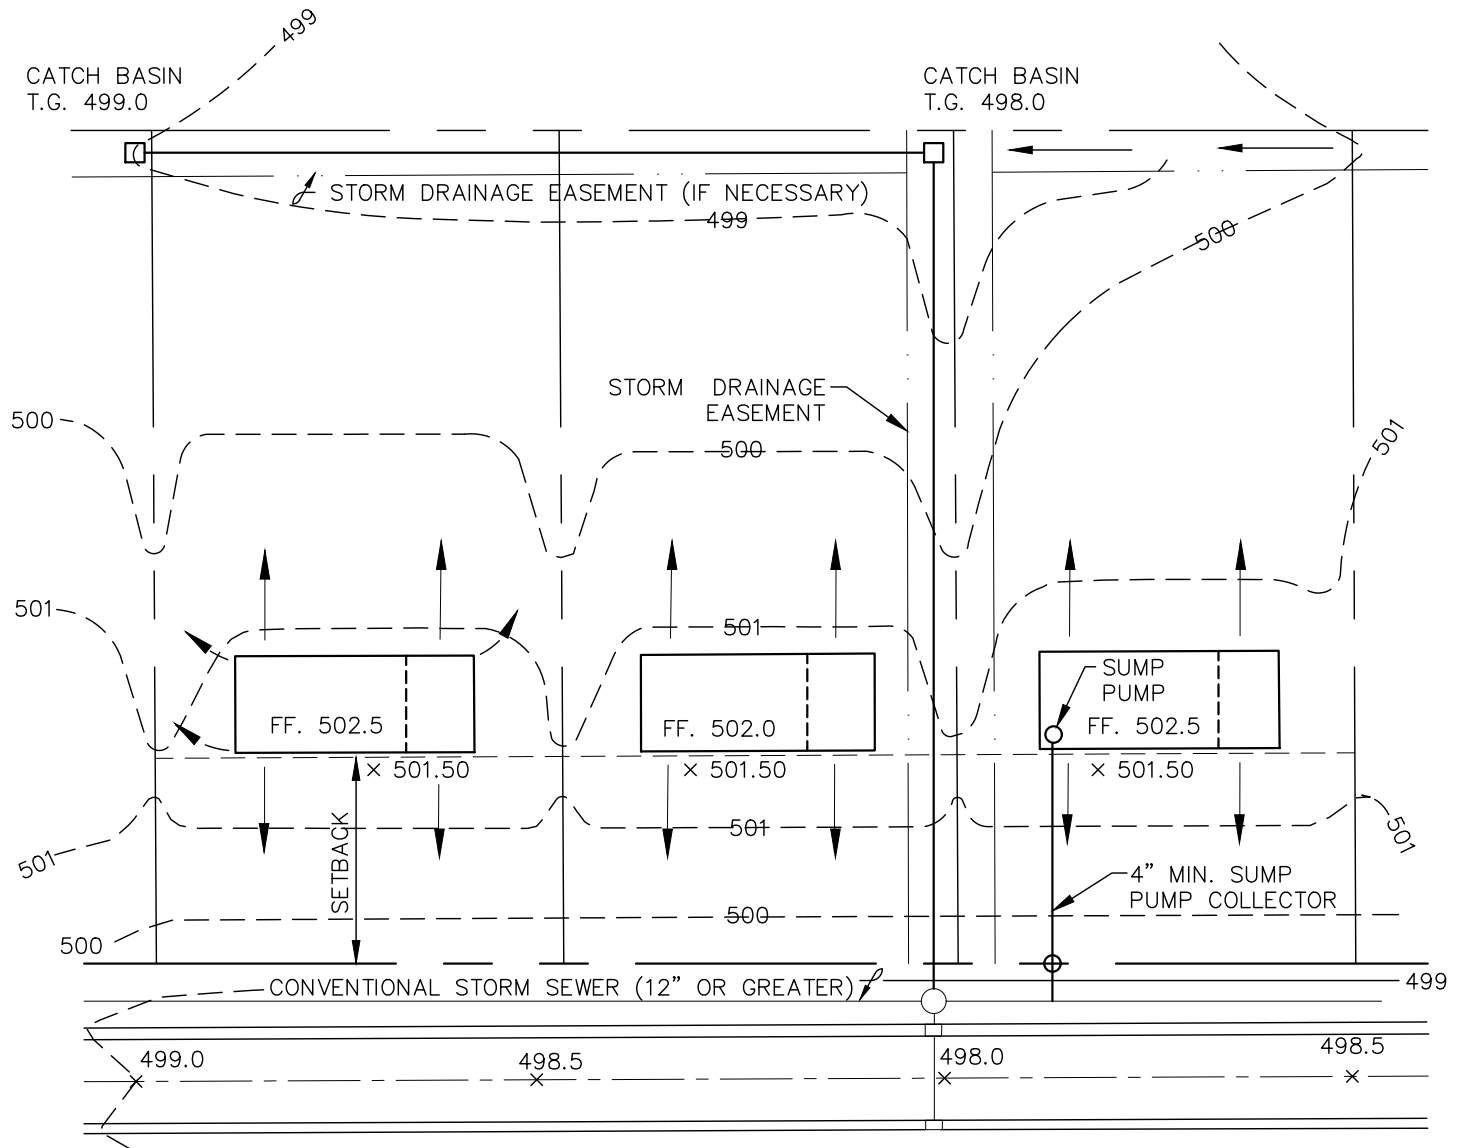 499
CATCH BASIN
T.G. 499.0
CATCH BASIN
T.G. 498.0
STORM DRAINAGE EASEMENT (IF NECESSARY)
499
500
STORM DRAINAGE
EASEMENT
500
500
501
501
501
SUMP
PUMP
FF. 502.5
FF. 502.0
FF. 502.5
× 501.50
× 501.50
× 501.50
SETBACK
501
501
501
4" MIN. SUMP
PUMP COLLECTOR
500
500
CONVENTIONAL STORM SEWER (12" OR GREATER)
499
499.0
498.5
498.0
498.5